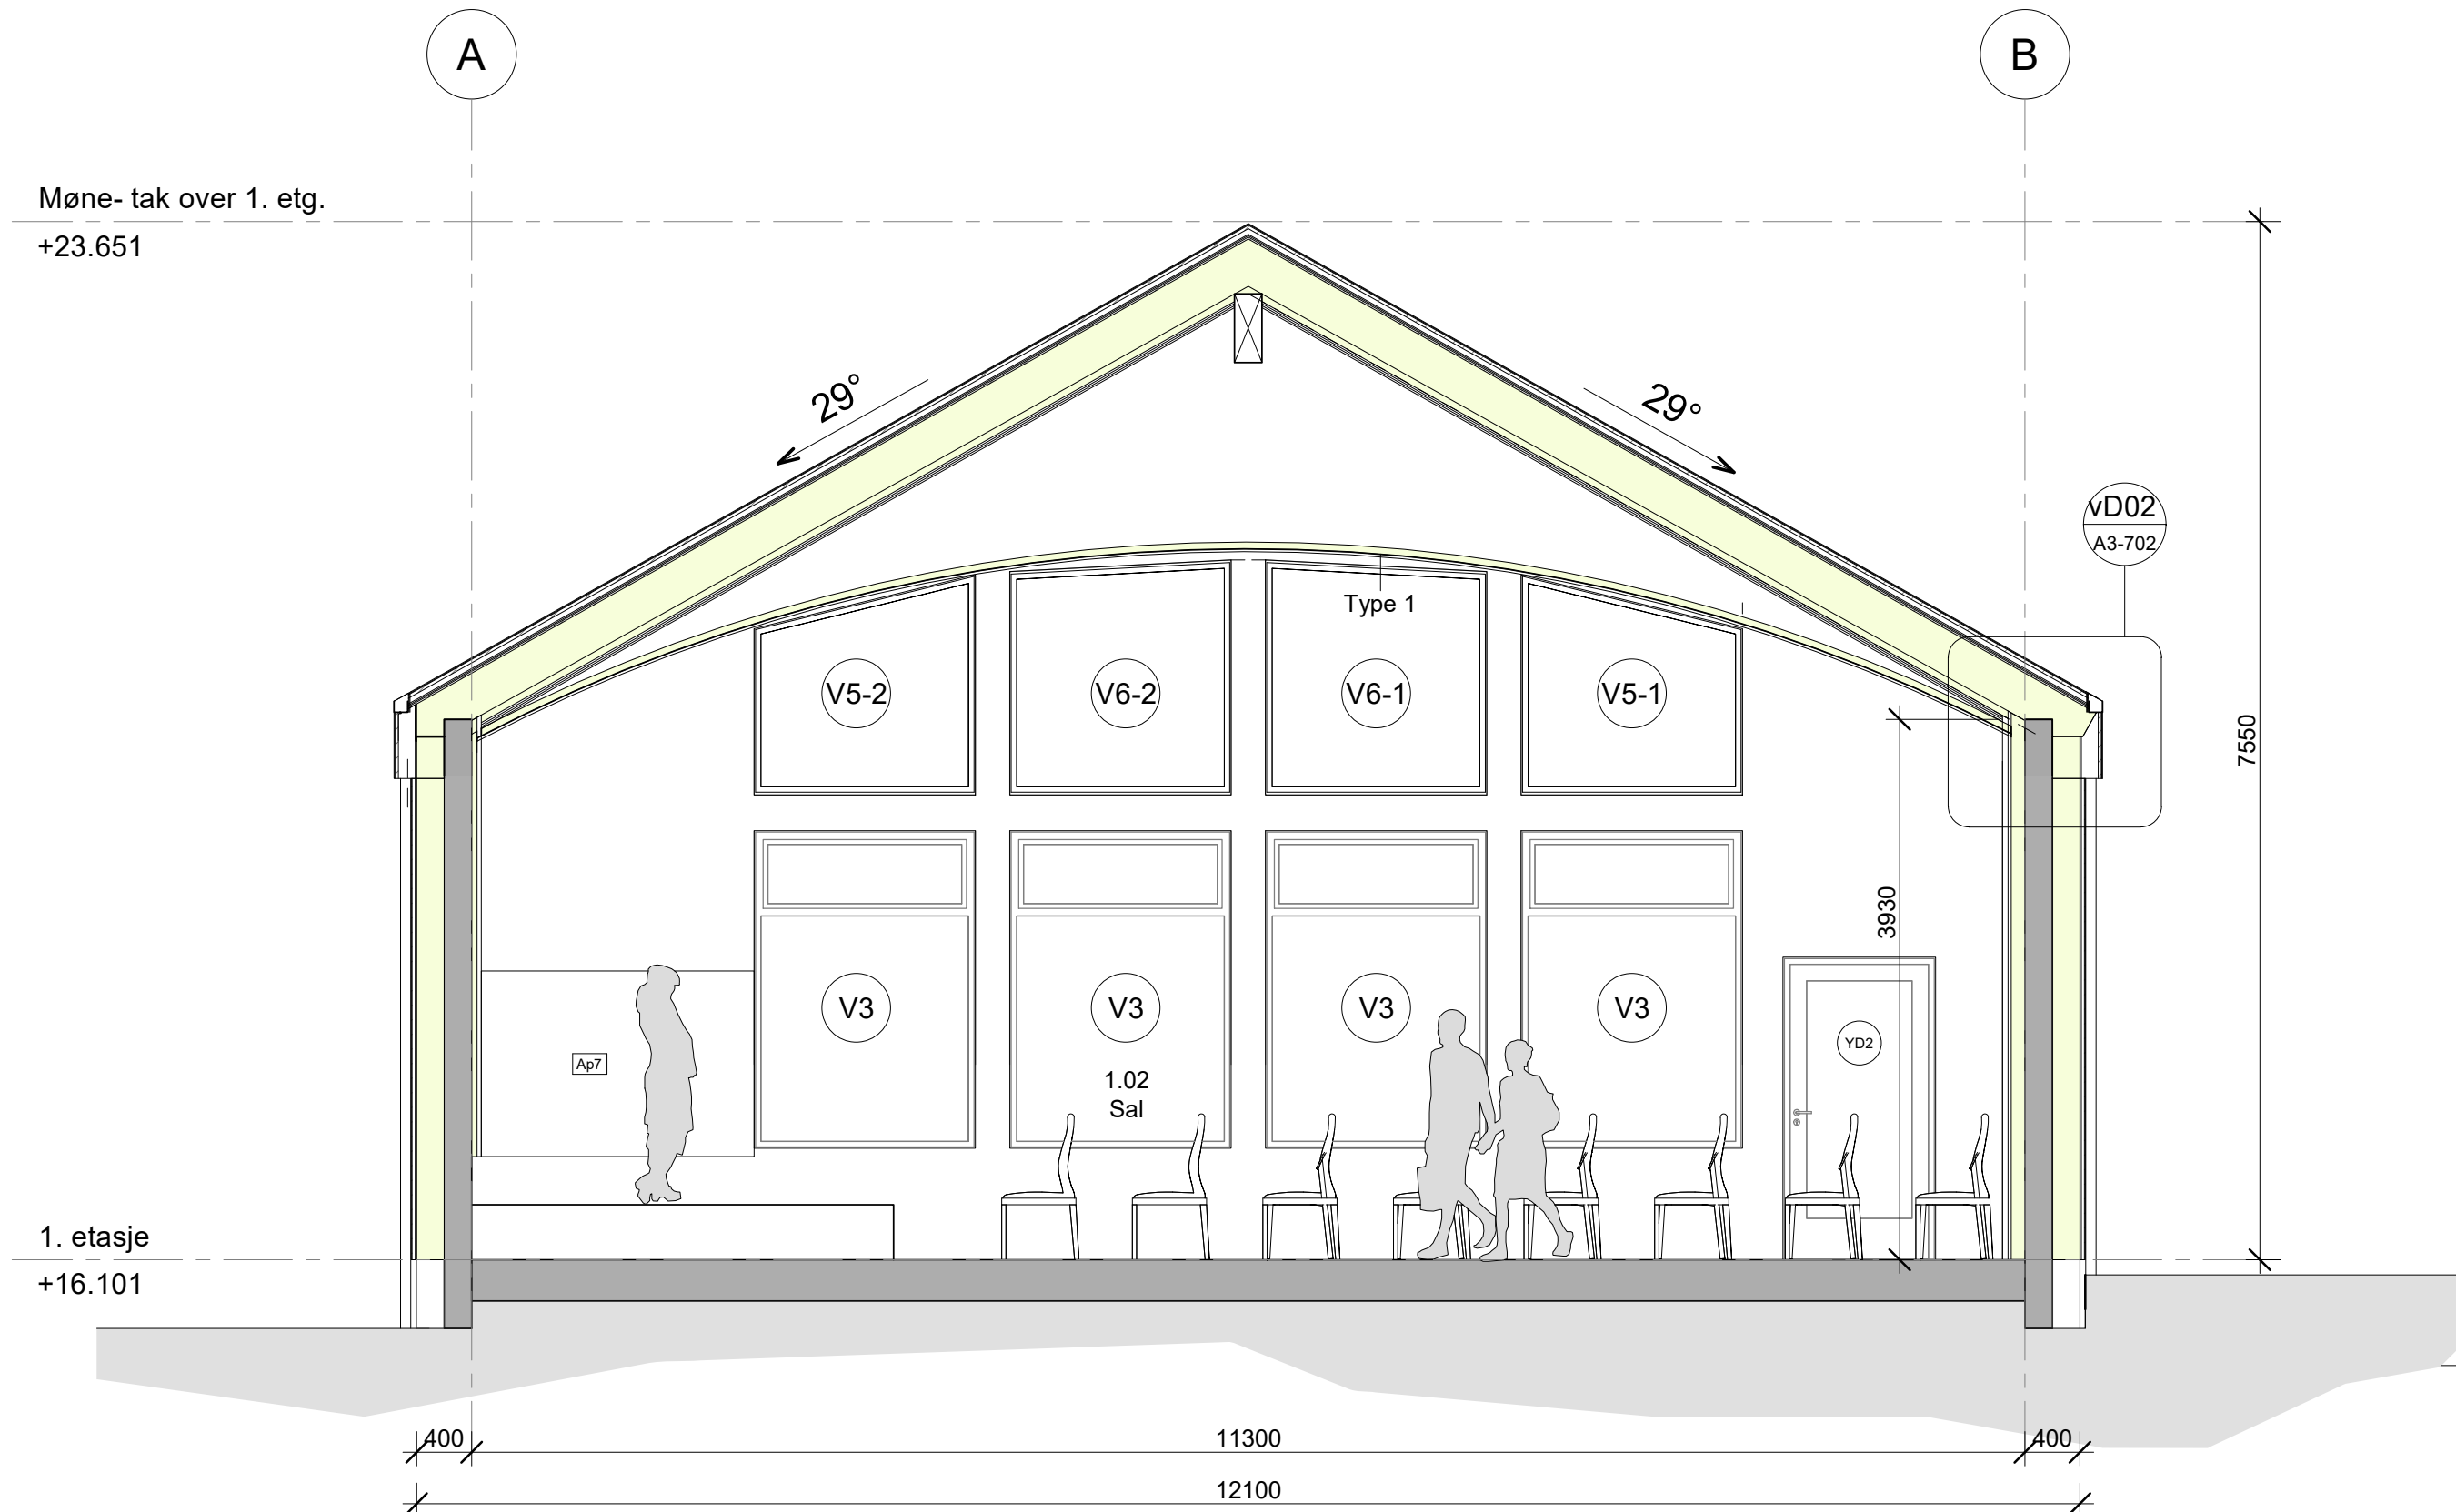 A
B
Møne- tak over 1. etg.
+23.651
29°
29°
vD02
A3-702
Type 1
V5-2
V6-2
V6-1
V5-1
7550
3930
V3
V3
V3
V3
YD2
Ap7
1.02
Sal
1. etasje
+16.101
400
11300
400
12100